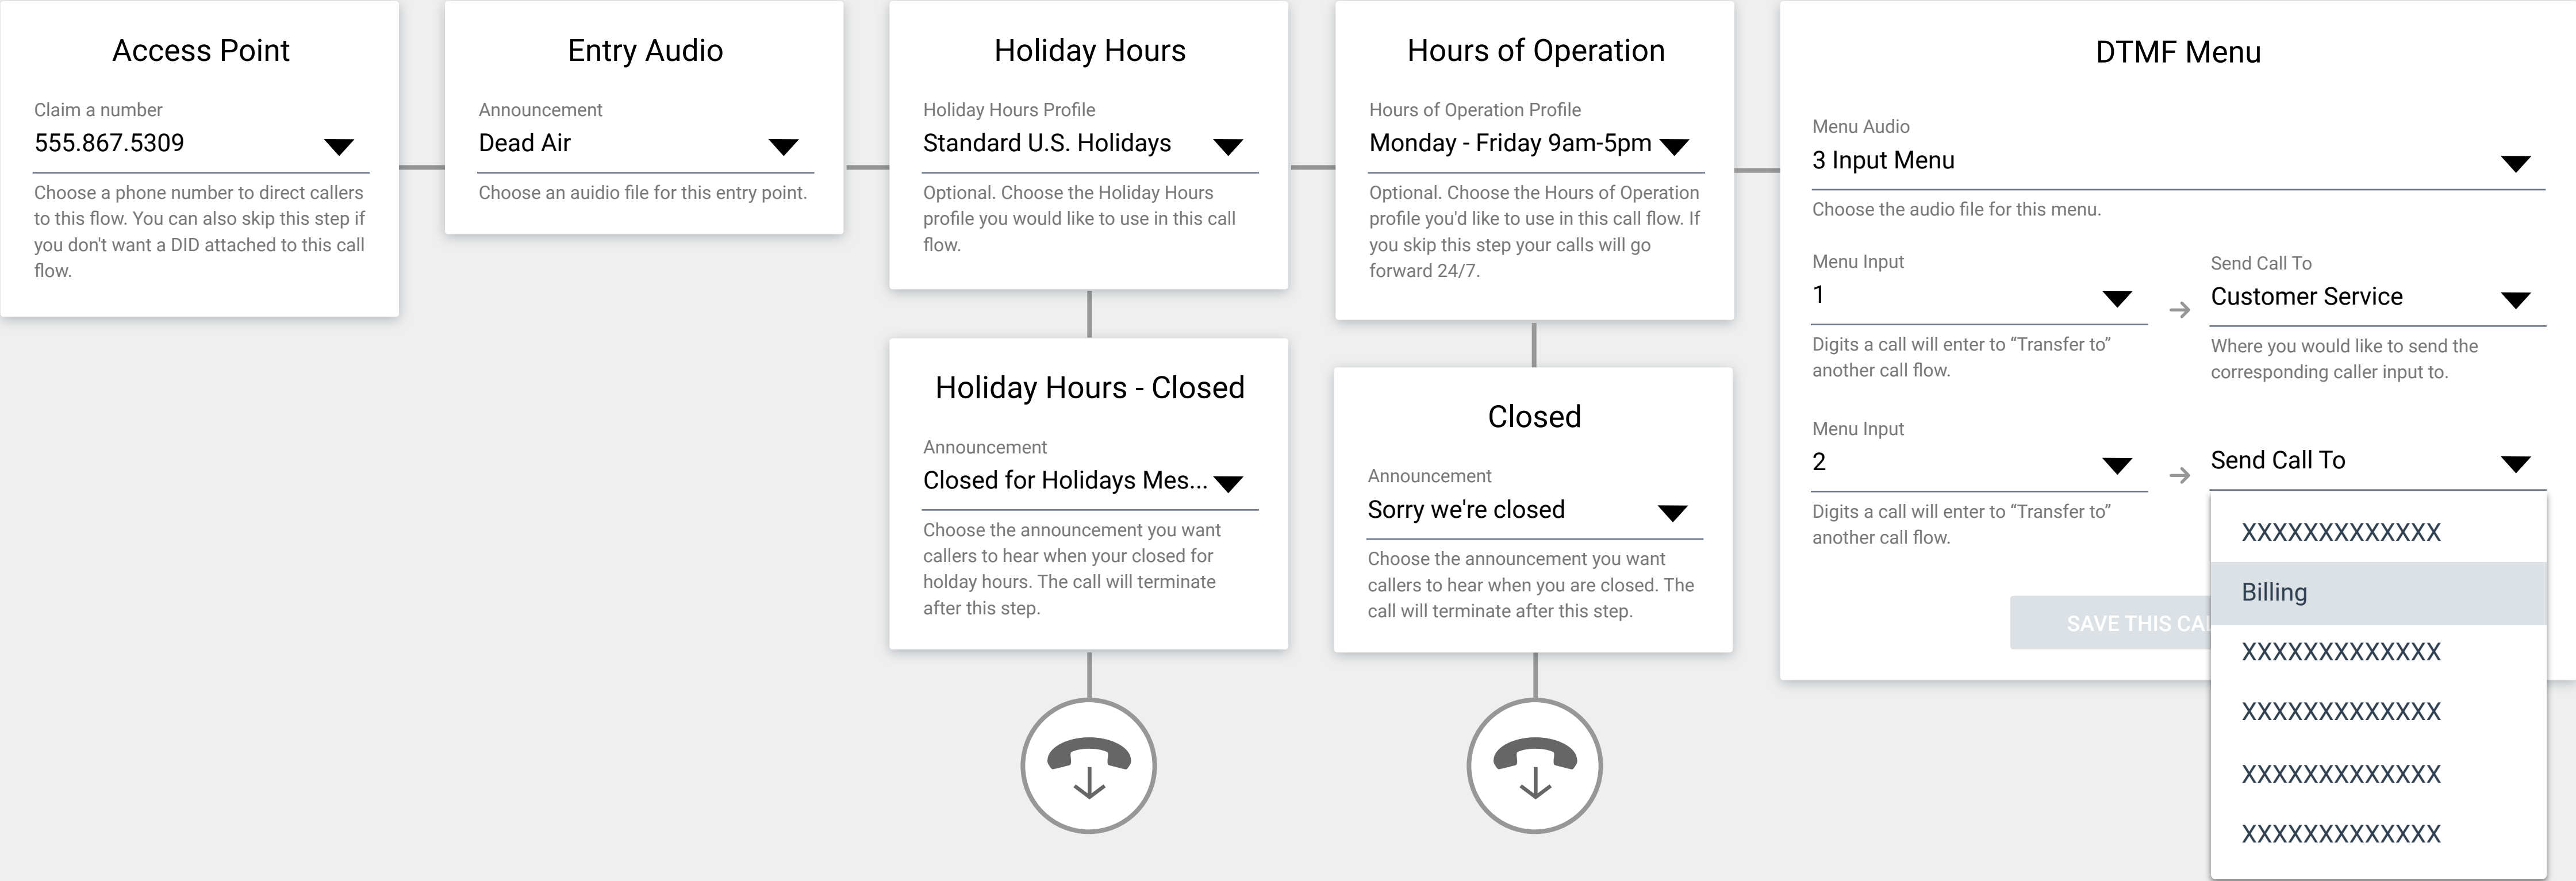 Access Point
Claim a number
555.867.5309
Choose a phone number to direct callers
to this flow. You can also skip this step if
you don't want a DID attached to this call
flow.
Entry Audio
Announcement
Dead Air
Choose an auidio file for this entry point.
Holiday Hours
Holiday Hours Profile
Standard U.S. Holidays
Optional. Choose the Holiday Hours
profile you would like to use in this call
flow.
Holiday Hours - Closed
Announcement
Closed for Holidays Mes...
Choose the announcement you want
callers to hear when your closed for
holday hours. The call will terminate
after this step.
Hours of Operation
Hours of Operation Profile
Monday - Friday 9am-5pm
Optional. Choose the Hours of Operation
profile you'd like to use in this call flow. If
you skip this step your calls will go
forward 24/7.
Closed
Announcement
Sorry we're closed
Choose the announcement you want
callers to hear when you are closed. The
call will terminate after this step.
DTMF Menu
Menu Audio
3 Input Menu
Choose the audio file for this menu.
Menu Input
1
Digits a call will enter to “Transfer to”
another call flow.
Send Call To
Customer Service
Where you would like to send the
corresponding caller input to.
Menu Input
2
Digits a call will enter to “Transfer to”
another call flow.
Send Call To
XXXXXXXXXXXXX
Billing
XXXXXXXXXXXXX
XXXXXXXXXXXXX
XXXXXXXXXXXXX
XXXXXXXXXXXXX
SAVE THIS CA